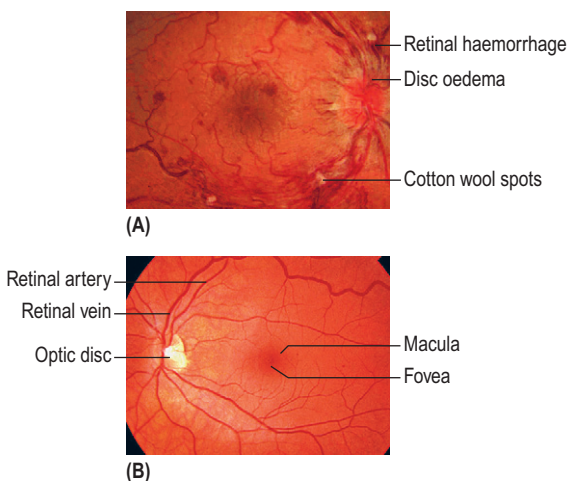 Retinal haemorrhage
Disc oedema
Cotton wool spots
(A)
Retinal artery
Retinal vein
Optic disc
Macula
Fovea
(B)